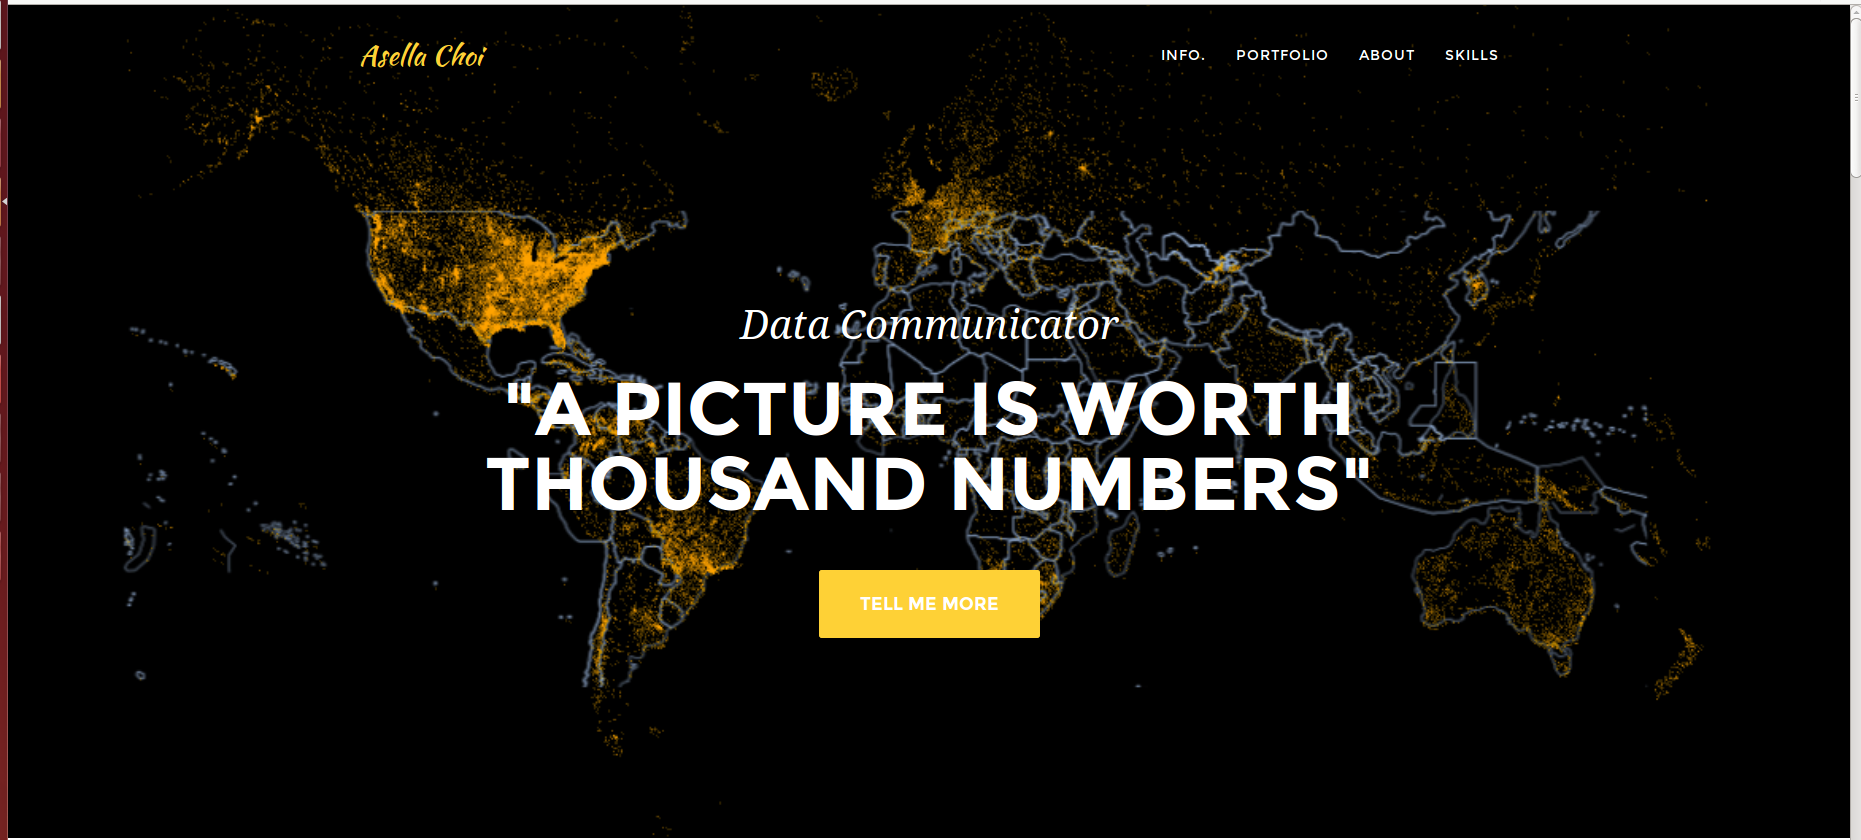 Asella Choi
INFO. PORTFOLIO ABOUT SKILLS
Data Communicator
"A PICTURE IS WORTH
THOUSAND NUMBERS"
TELL ME MORE